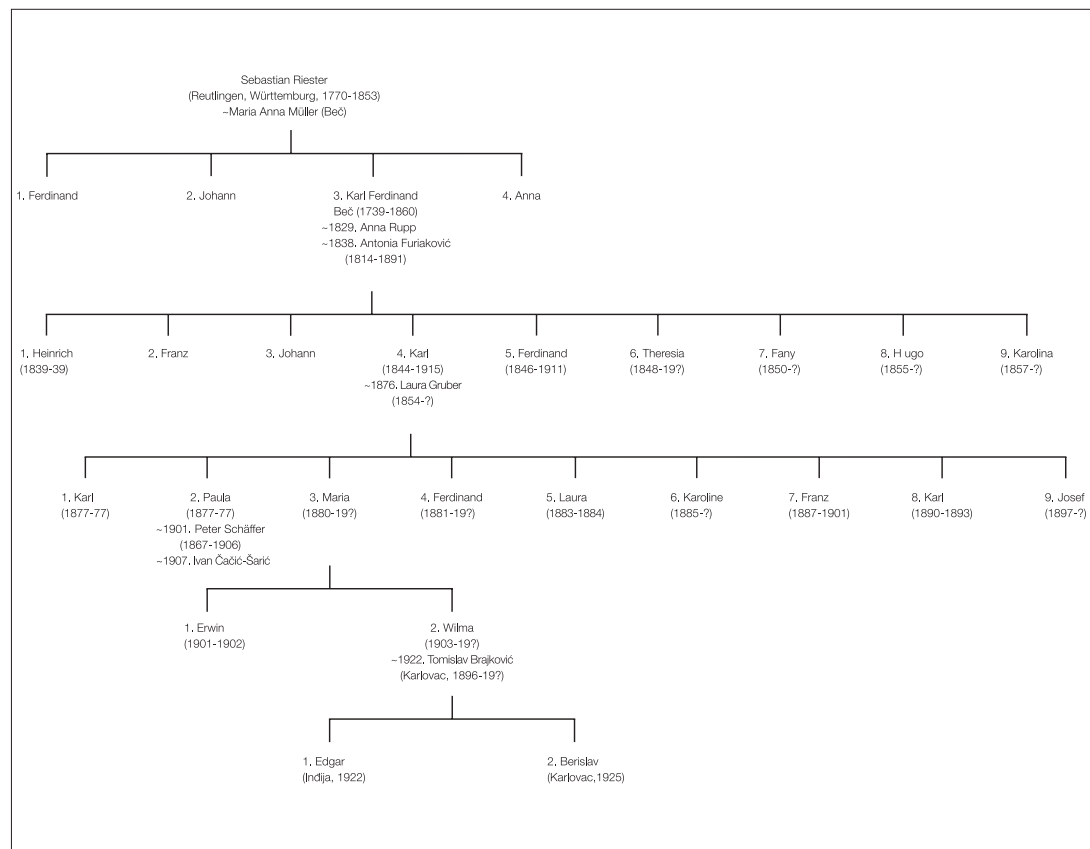 Sebastian Riester
(Reutlingen, Württemburg, 1770-1853)
~Maria Anna Müller (Beč)
1. Ferdinand
2. Johann
3. Karl Ferdinand
Beč (1739-1860)
~1829. Anna Rupp
~1838. Antonia Furiaković
(1814-1891)
4. Anna
1. Heinrich
(1839-39)
2. Franz
3. Johann
4. Karl
(1844-1915)
~1876. Laura Gruber
(1854-?)
5. Ferdinand
(1846-1911)
6. Theresia
(1848-19?)
7. Fany
(1850-?)
8. H ugo
(1855-?)
9. Karolina
(1857-?)
1. Karl
(1877-77)
2. Paula
(1877-77)
~1901. Peter Schäffer
(1867-1906)
~1907. Ivan Čačić-Šarić
3. Maria
(1880-19?)
4. Ferdinand
(1881-19?)
5. Laura
(1883-1884)
6. Karoline
(1885-?)
7. Franz
(1887-1901)
8. Karl
(1890-1893)
9. Josef
(1897-?)
1. Erwin
(1901-1902)
2. Wilma
(1903-19?)
~1922. Tomislav Brajković
(Karlovac, 1896-19?)
1. Edgar
(Inđija, 1922)
2. Berislav
(Karlovac,1925)